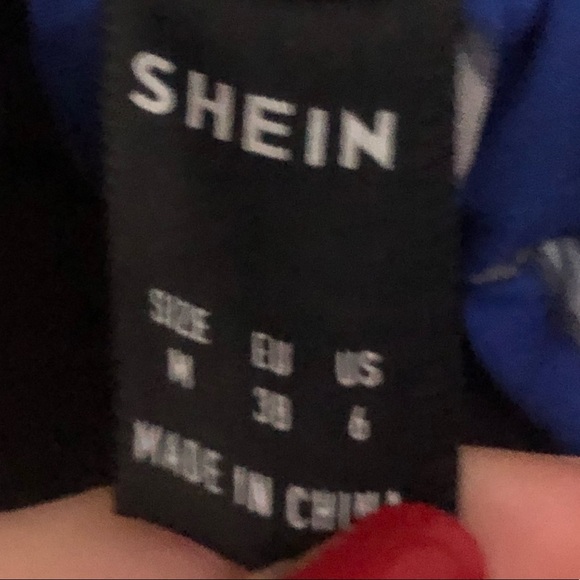 SHEIN
SIZE EU US
M 38 6
MADE IN CHINA